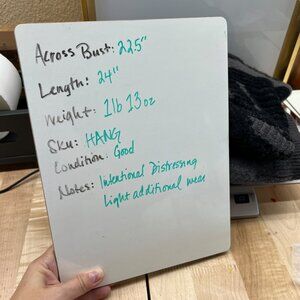 Across Bust: 22.5"
Length: 24"
Weight: 1lb 13oz
Sku: HANG
Condition: Good
Notes: Intentional Distressing
Light additional wear